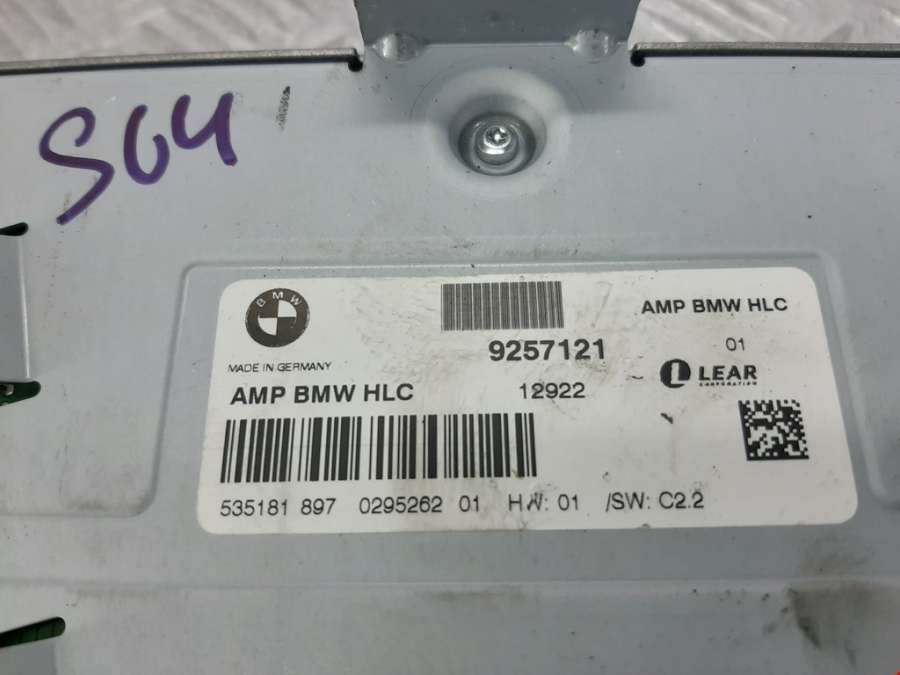 S64
BMW
AMP BMW HLC
9257121
01
MADE IN GERMANY
LEAR
CORPORATION
AMP BMW HLC
12922
535181 897 0295262 01 HW: 01 /SW: C2.2